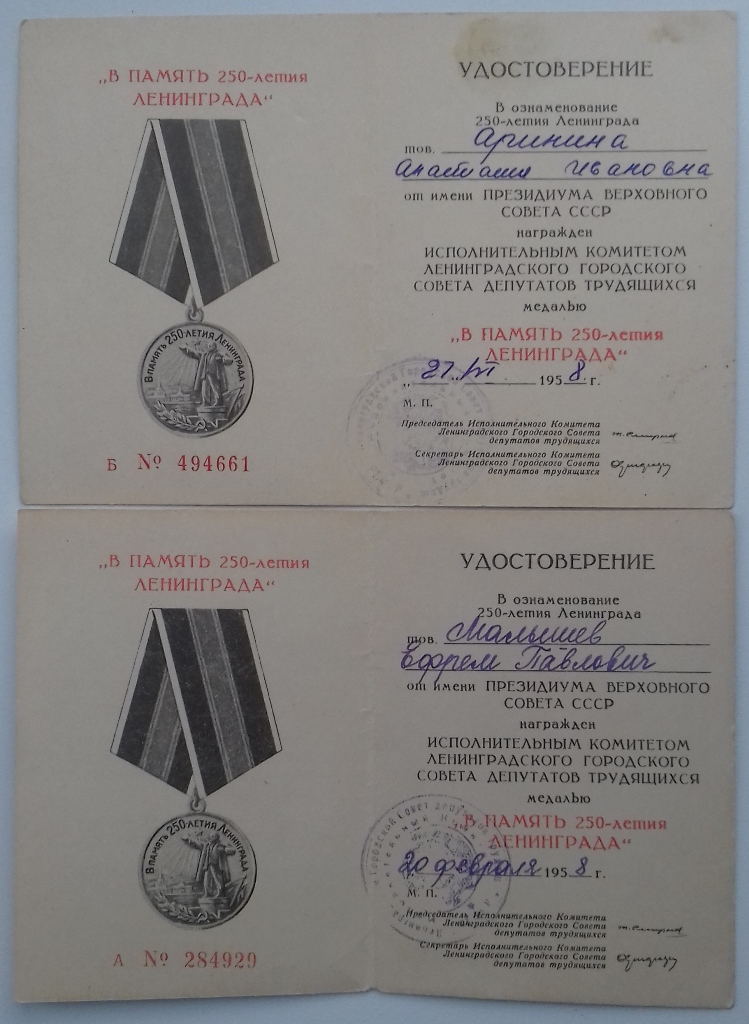 „В ПАМЯТЬ 250-летия
ЛЕНИНГРАДА“
В ПАМЯТЬ 250-ЛЕТИЯ ЛЕНИНГРАДА
Б № 494661
УДОСТОВЕРЕНИЕ
В ознаменование
250-летия Ленинграда
тов. Аринина
Анастасия Ивановна
от имени ПРЕЗИДИУМА ВЕРХОВНОГО
СОВЕТА СССР
награжден
ИСПОЛНИТЕЛЬНЫМ КОМИТЕТОМ
ЛЕНИНГРАДСКОГО ГОРОДСКОГО
СОВЕТА ДЕПУТАТОВ ТРУДЯЩИХСЯ
медалью
„В ПАМЯТЬ 250-летия
ЛЕНИНГРАДА“
„27“ 1958 г.
М. П.
Председатель Исполнительного Комитета
Ленинградского Городского Совета
депутатов трудящихся
Секретарь Исполнительного Комитета
Ленинградского Городского Совета
депутатов трудящихся
„В ПАМЯТЬ 250-летия
ЛЕНИНГРАДА“
В ПАМЯТЬ 250-ЛЕТИЯ ЛЕНИНГРАДА
А № 284929
УДОСТОВЕРЕНИЕ
В ознаменование
250-летия Ленинграда
тов. Малышев
Ефрем Павлович
от имени ПРЕЗИДИУМА ВЕРХОВНОГО
СОВЕТА СССР
награжден
ИСПОЛНИТЕЛЬНЫМ КОМИТЕТОМ
ЛЕНИНГРАДСКОГО ГОРОДСКОГО
СОВЕТА ДЕПУТАТОВ ТРУДЯЩИХСЯ
медалью
„В ПАМЯТЬ 250-летия
ЛЕНИНГРАДА“
20 февраля 1958 г.
М. П.
Председатель Исполнительного Комитета
Ленинградского Городского Совета
депутатов трудящихся
Секретарь Исполнительного Комитета
Ленинградского Городского Совета
депутатов трудящихся